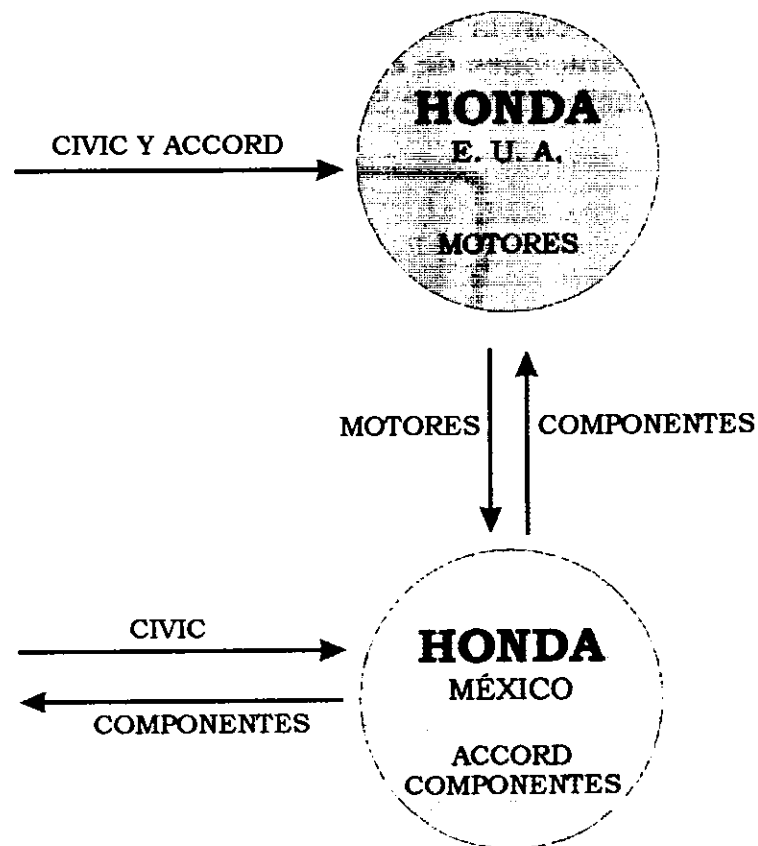 HONDA
E. U. A.
CIVIC Y ACCORD
MOTORES
MOTORES
COMPONENTES
CIVIC
HONDA
MÉXICO
COMPONENTES
ACCORD
COMPONENTES